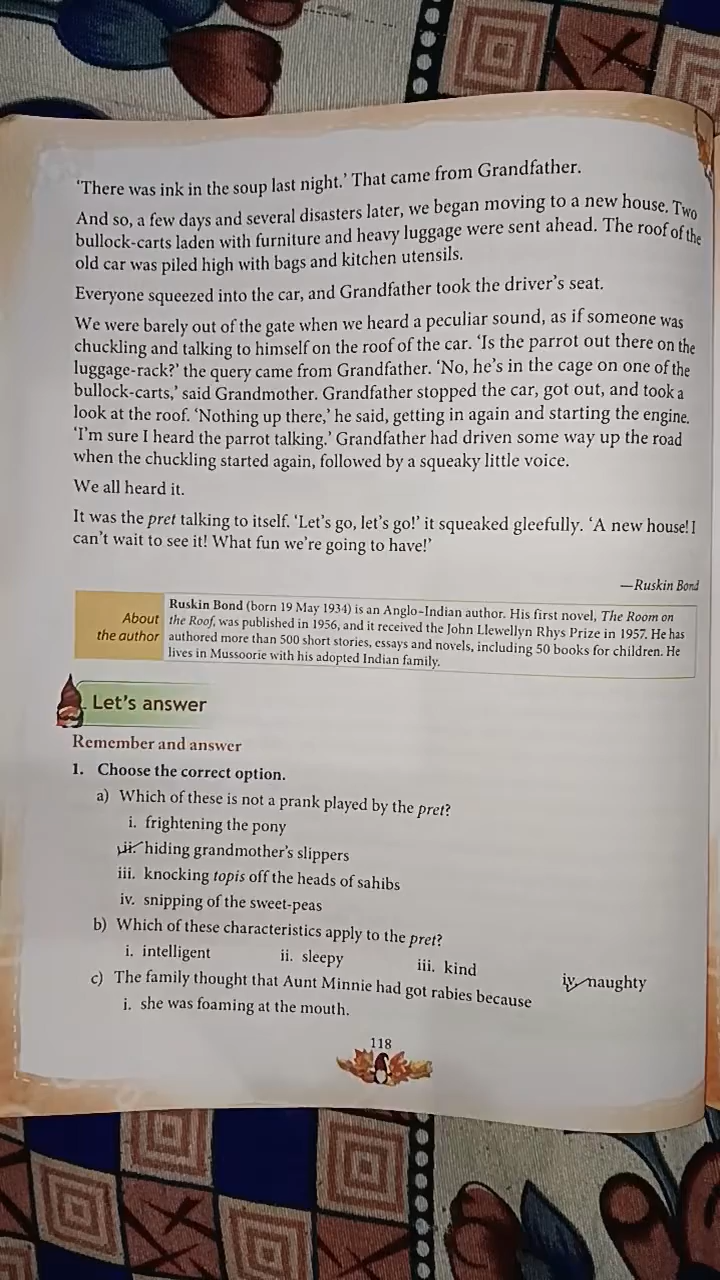 ‘There was ink in the soup last night.’ That came from Grandfather.
And so, a few days and several disasters later, we began moving to a new house. Two
bullock-carts laden with furniture and heavy luggage were sent ahead. The roof of the
old car was piled high with bags and kitchen utensils.
Everyone squeezed into the car, and Grandfather took the driver’s seat.
We were barely out of the gate when we heard a peculiar sound, as if someone was
chuckling and talking to himself on the roof of the car. ‘Is the parrot out there on the
luggage-rack?’ the query came from Grandfather. ‘No, he’s in the cage on one of the
bullock-carts,’ said Grandmother. Grandfather stopped the car, got out, and took a
look at the roof. ‘Nothing up there,’ he said, getting in again and starting the engine.
‘I’m sure I heard the parrot talking.’ Grandfather had driven some way up the road
when the chuckling started again, followed by a squeaky little voice.
We all heard it.
It was the pret talking to itself. ‘Let’s go, let’s go!’ it squeaked gleefully. ‘A new house! I
can’t wait to see it! What fun we’re going to have!’
—Ruskin Bond
About
the author
Ruskin Bond (born 19 May 1934) is an Anglo-Indian author. His first novel, The Room on
the Roof, was published in 1956, and it received the John Llewellyn Rhys Prize in 1957. He has
authored more than 500 short stories, essays and novels, including 50 books for children. He
lives in Mussoorie with his adopted Indian family.
Let’s answer
Remember and answer
1. Choose the correct option.
a) Which of these is not a prank played by the pret?
i. frightening the pony
ii. hiding grandmother’s slippers
iii. knocking topis off the heads of sahibs
iv. snipping of the sweet-peas
b) Which of these characteristics apply to the pret?
i. intelligent ii. sleepy iii. kind iv. naughty
c) The family thought that Aunt Minnie had got rabies because
i. she was foaming at the mouth.
118